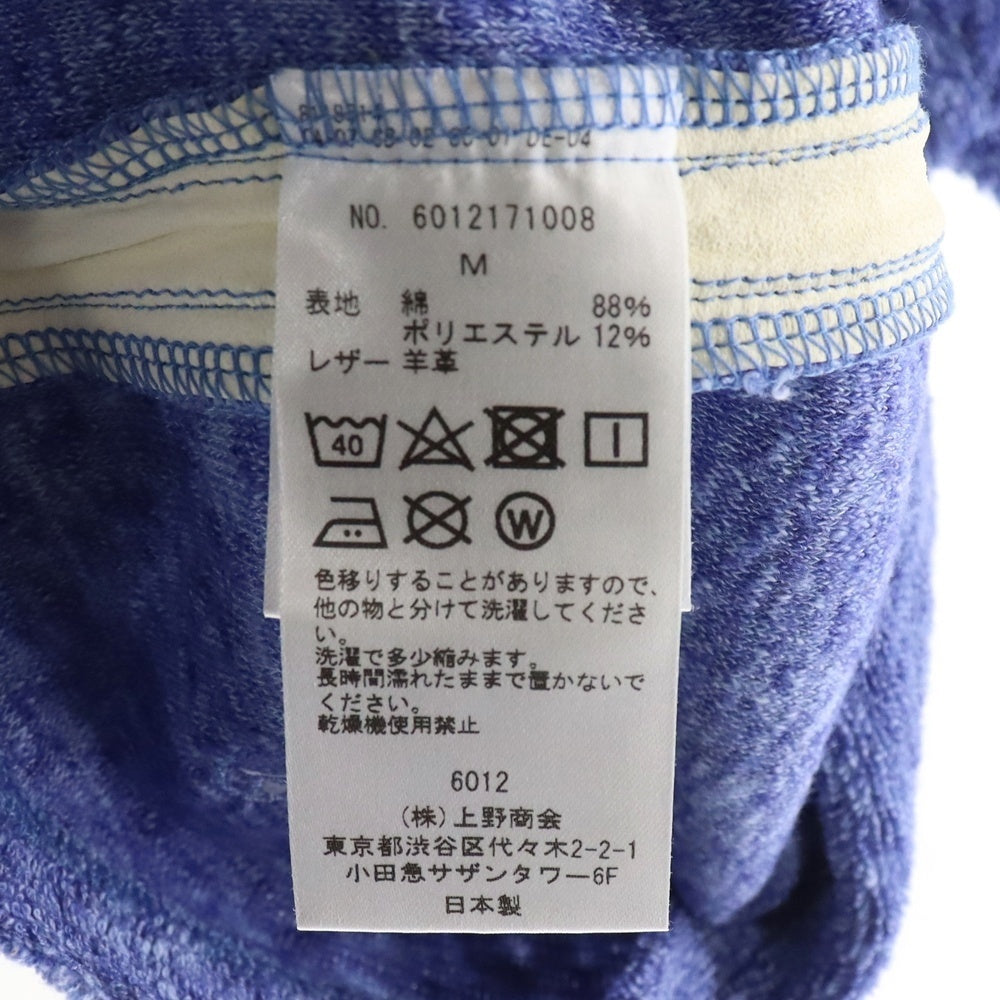 NO. 6012171008
M
表地 綿 88%
ポリエステル 12%
レザー 羊革
40
W
色移りすることがありますので、
他の物と分けて洗濯してくださ
い。
洗濯で多少縮みます。
長時間濡れたままで置かないで
ください。
乾燥機使用禁止
6012
(株)上野商会
東京都渋谷区代々木2-2-1
小田急サザンタワー6F
日本製